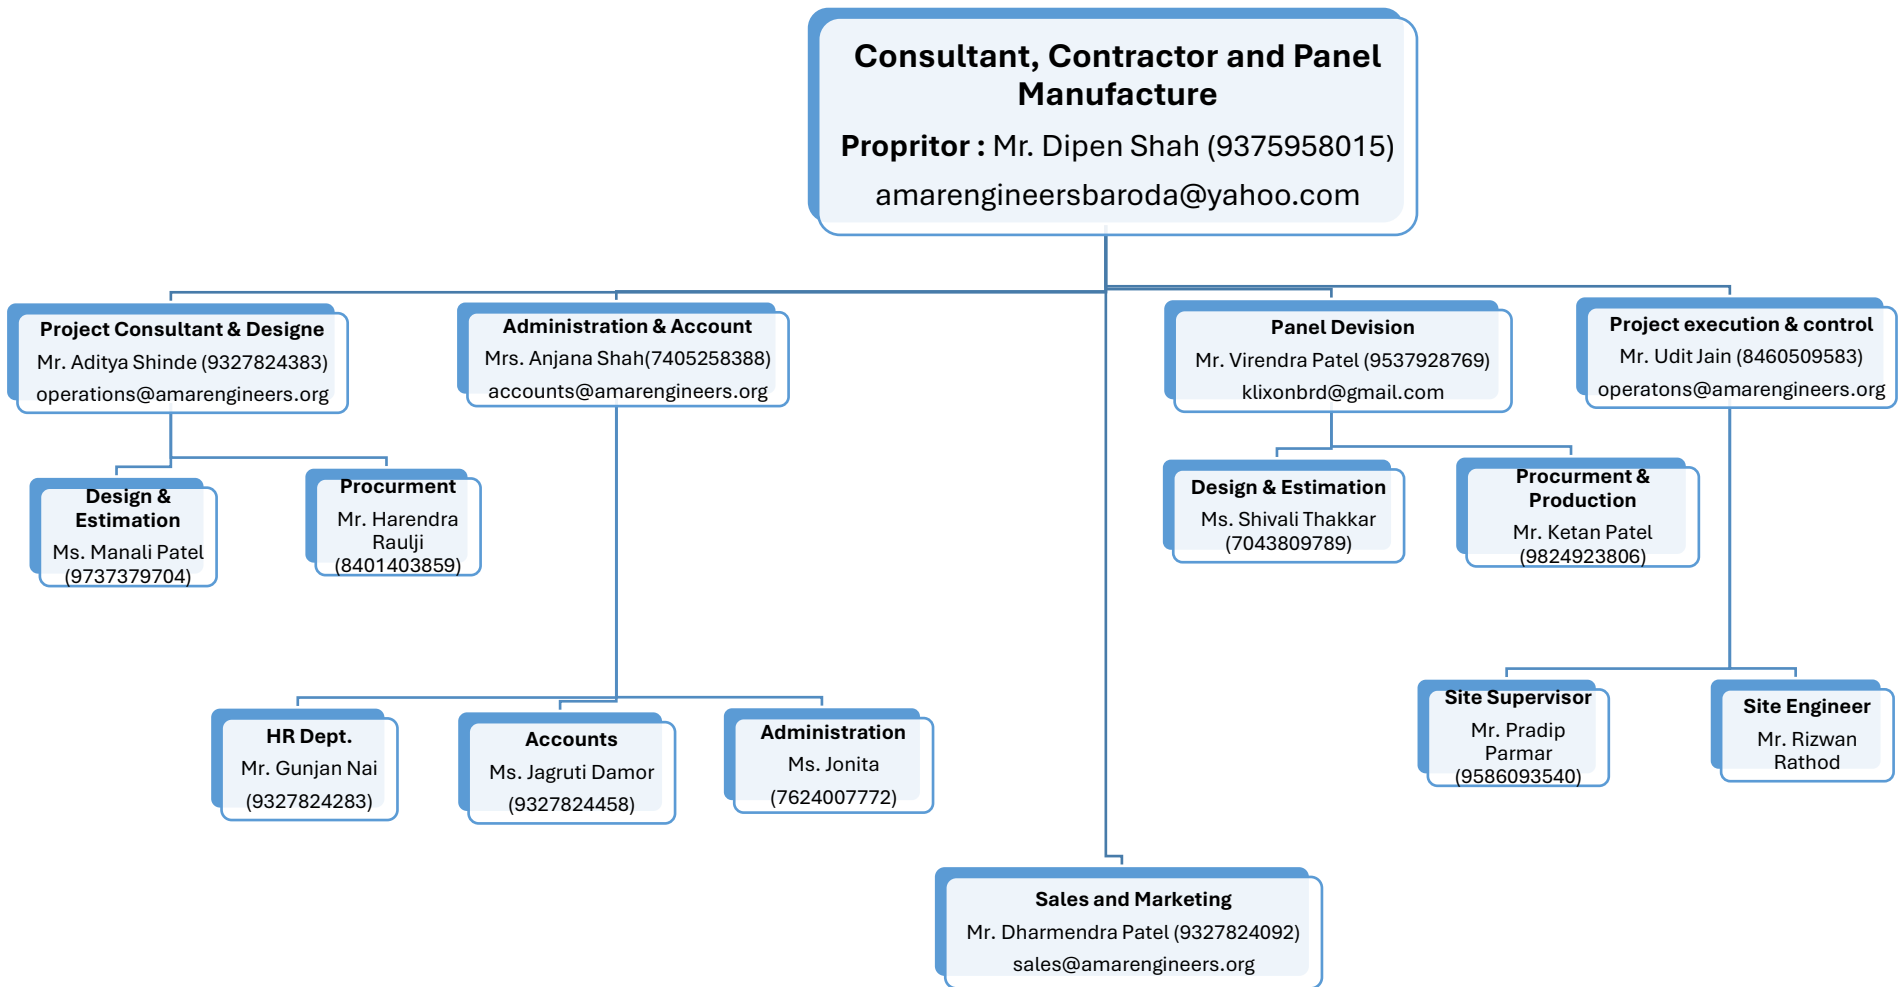 Consultant, Contractor and Panel
Manufacture
Propritor : Mr. Dipen Shah (9375958015)
amarengineersbaroda@yahoo.com
Project Consultant & Designe
Mr. Aditya Shinde (9327824383)
operations@amarengineers.org
Administration & Account
Mrs. Anjana Shah(7405258388)
accounts@amarengineers.org
Panel Devision
Mr. Virendra Patel (9537928769)
klixonbrd@gmail.com
Project execution & control
Mr. Udit Jain (8460509583)
operatons@amarengineers.org
Design &
Estimation
Ms. Manali Patel
(9737379704)
Procurment
Mr. Harendra
Raulji
(8401403859)
Design & Estimation
Ms. Shivali Thakkar
(7043809789)
Procurment &
Production
Mr. Ketan Patel
(9824923806)
HR Dept.
Mr. Gunjan Nai
(9327824283)
Accounts
Ms. Jagruti Damor
(9327824458)
Administration
Ms. Jonita
(7624007772)
Site Supervisor
Mr. Pradip
Parmar
(9586093540)
Site Engineer
Mr. Rizwan
Rathod
Sales and Marketing
Mr. Dharmendra Patel (9327824092)
sales@amarengineers.org